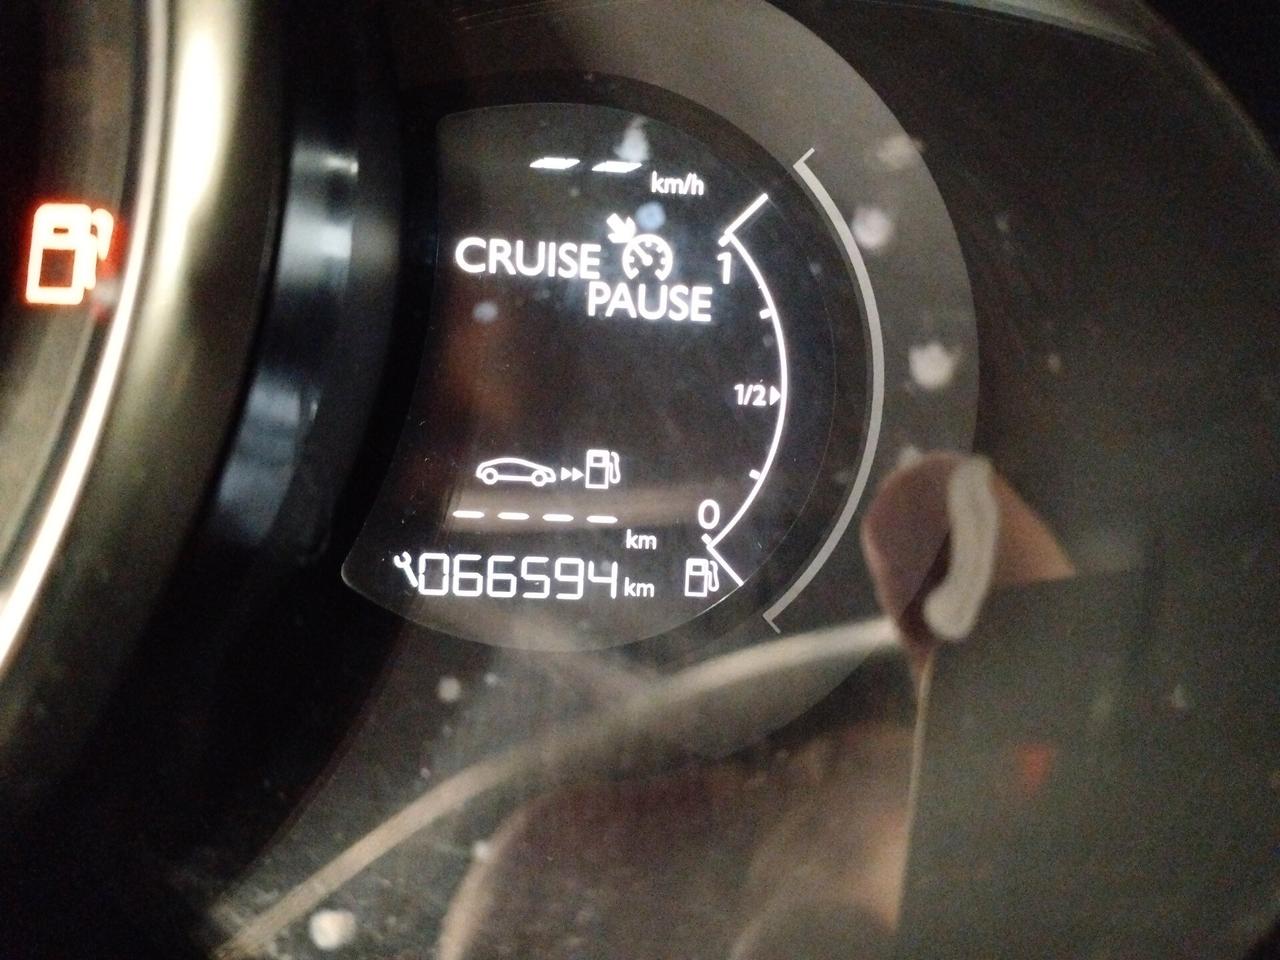 -- km/h
CRUISE
PAUSE
1
1/2
0
---- km
066594 km